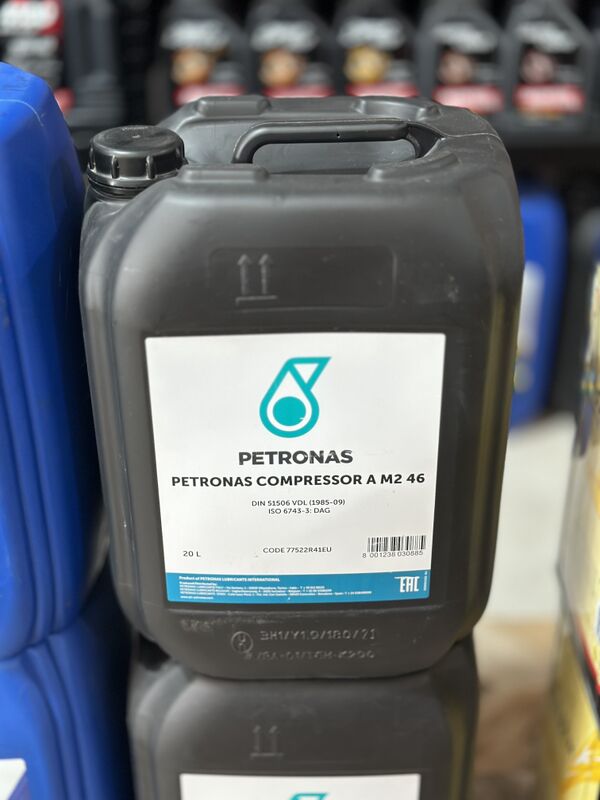 PETRONAS
PETRONAS COMPRESSOR A M2 46
DIN 51506 VDL (1985-09)
ISO 6743-3: DAG
20 L
CODE 77522R41EU
8 001238 030885
Product of PETRONAS LUBRICANTS INTERNATIONAL
EAC